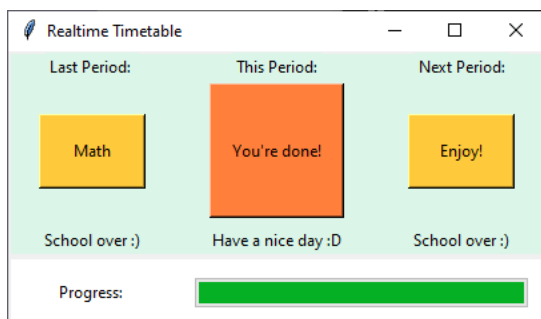 Realtime Timetable
Last Period: This Period: Next Period:
Math You're done! Enjoy!
School over :) Have a nice day :D School over :)
Progress: